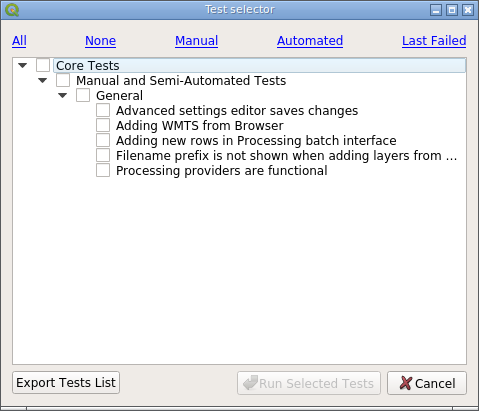 Test selector
All None Manual Automated Last Failed
Core Tests
Manual and Semi-Automated Tests
General
Advanced settings editor saves changes
Adding WMTS from Browser
Adding new rows in Processing batch interface
Filename prefix is not shown when adding layers from ...
Processing providers are functional
Export Tests List Run Selected Tests Cancel